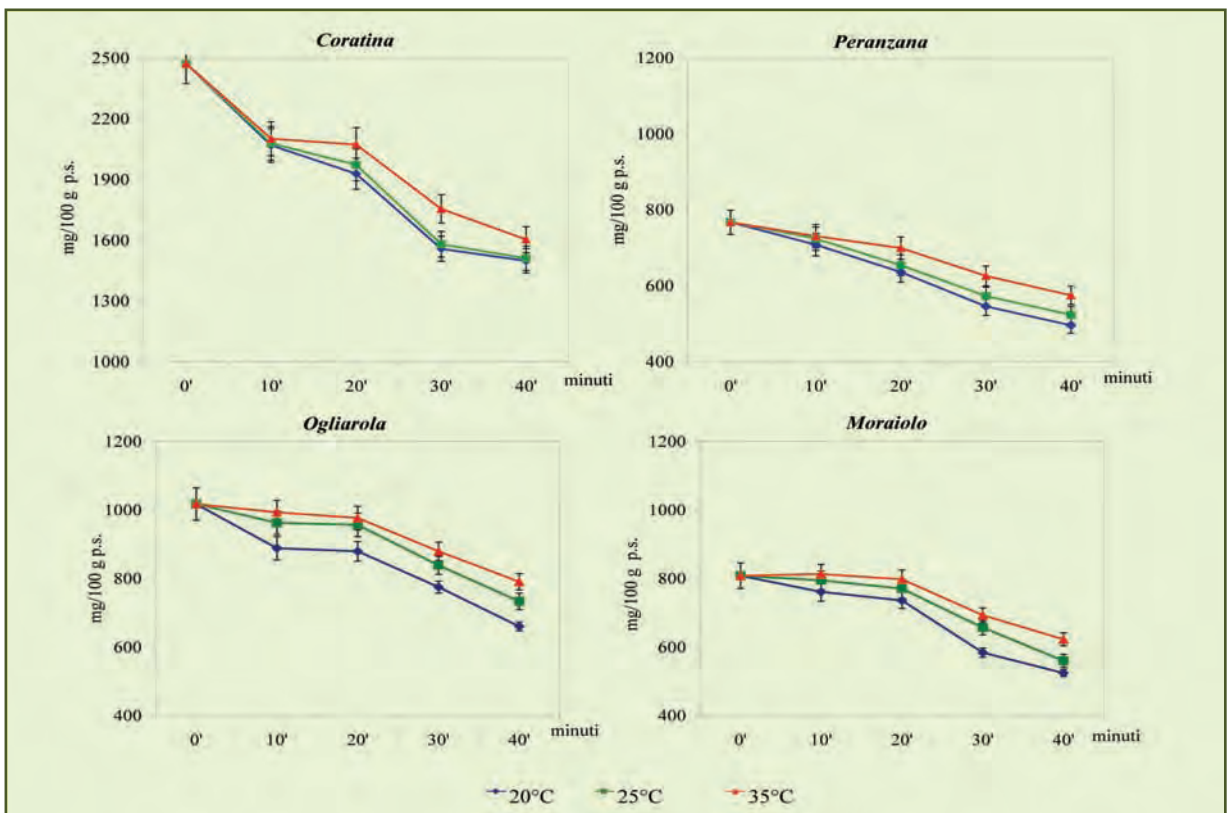 Coratina
2500
2200
1900
1600
1300
1000
mg/100 g p.s.
0' 10' 20' 30' 40' minuti
Peranzana
1200
1000
800
600
400
mg/100 g p.s.
0' 10' 20' 30' 40' minuti
Ogliarola
1200
1000
800
600
400
mg/100 g p.s.
0' 10' 20' 30' 40' minuti
Moraiolo
1200
1000
800
600
400
mg/100 g p.s.
0' 10' 20' 30' 40' minuti
20°C 25°C 35°C